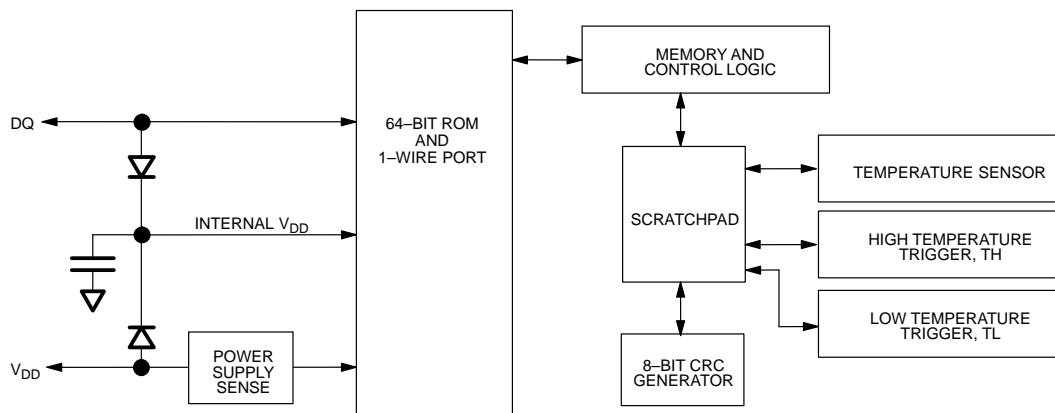 DQ
64–BIT ROM
AND
1–WIRE PORT
INTERNAL VDD
VDD
POWER
SUPPLY
SENSE
MEMORY AND
CONTROL LOGIC
SCRATCHPAD
8–BIT CRC
GENERATOR
TEMPERATURE SENSOR
HIGH TEMPERATURE
TRIGGER, TH
LOW TEMPERATURE
TRIGGER, TL